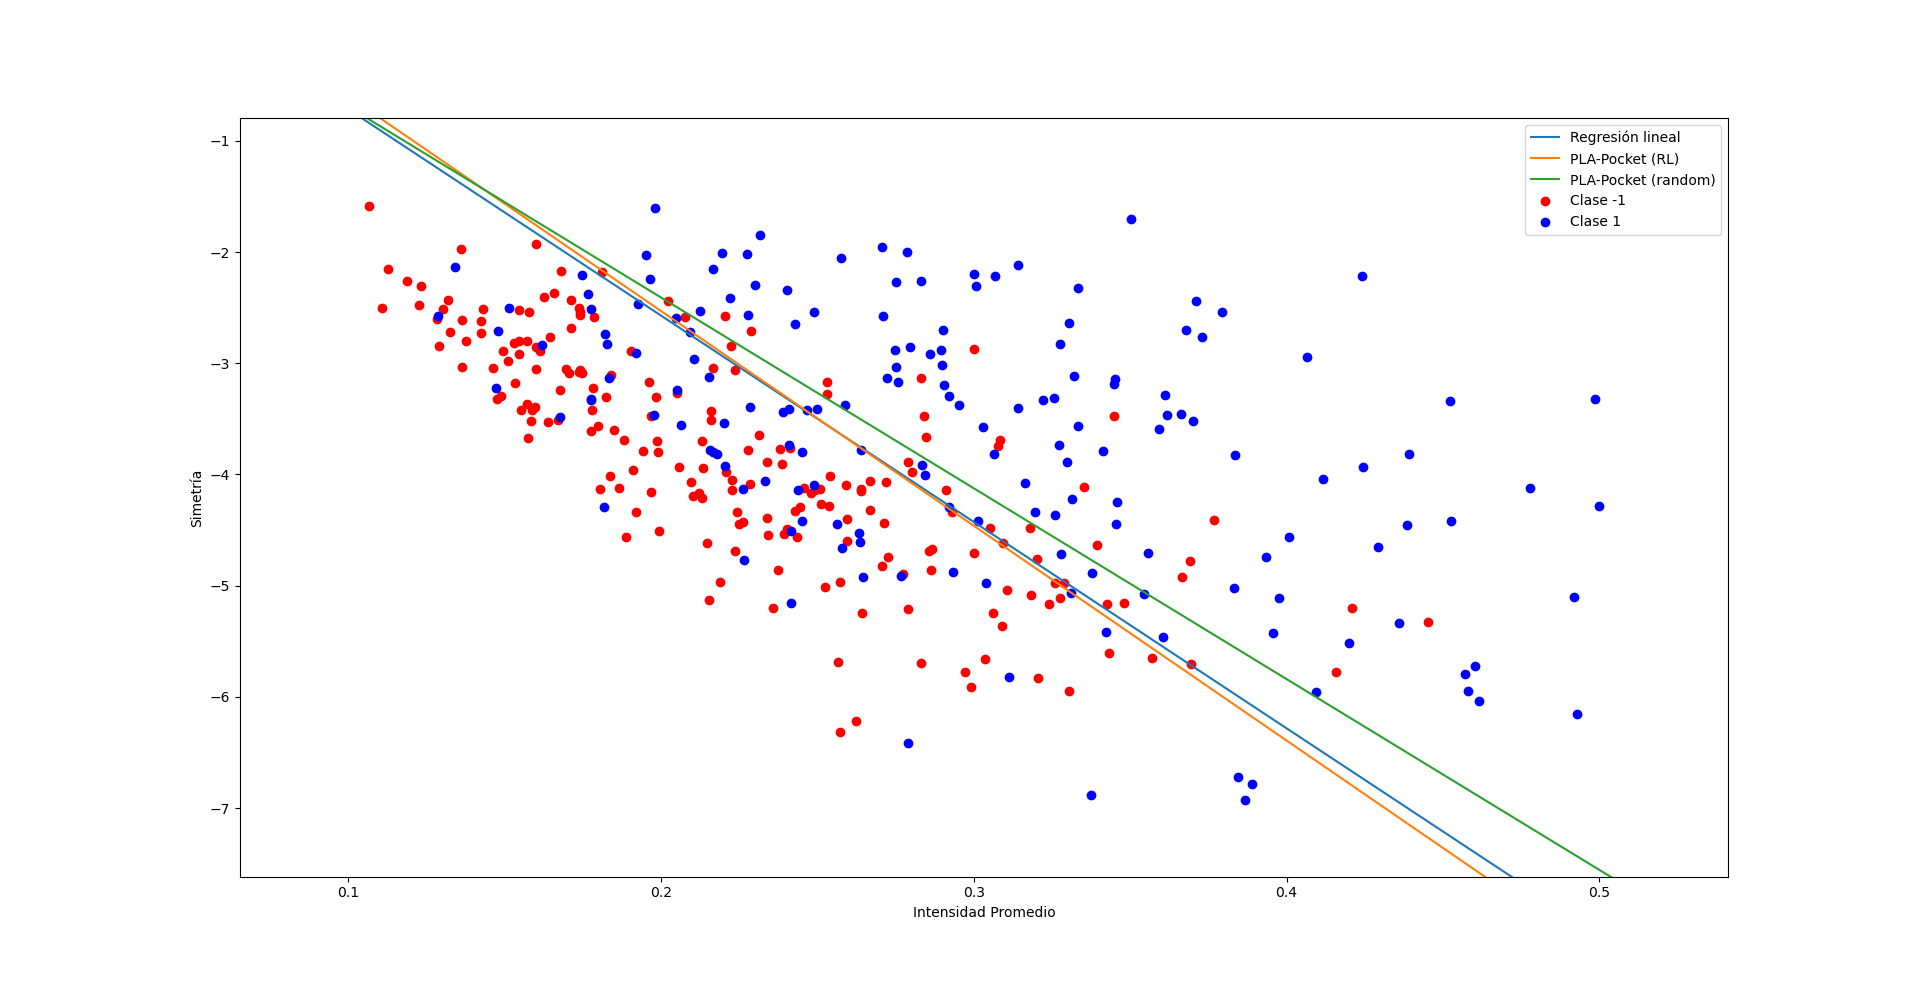 Regresión lineal
PLA-Pocket (RL)
PLA-Pocket (random)
Clase -1
Clase 1
−1
−2
−3
−4
−5
−6
−7
Simetría
0.1 0.2 0.3 0.4 0.5
Intensidad Promedio